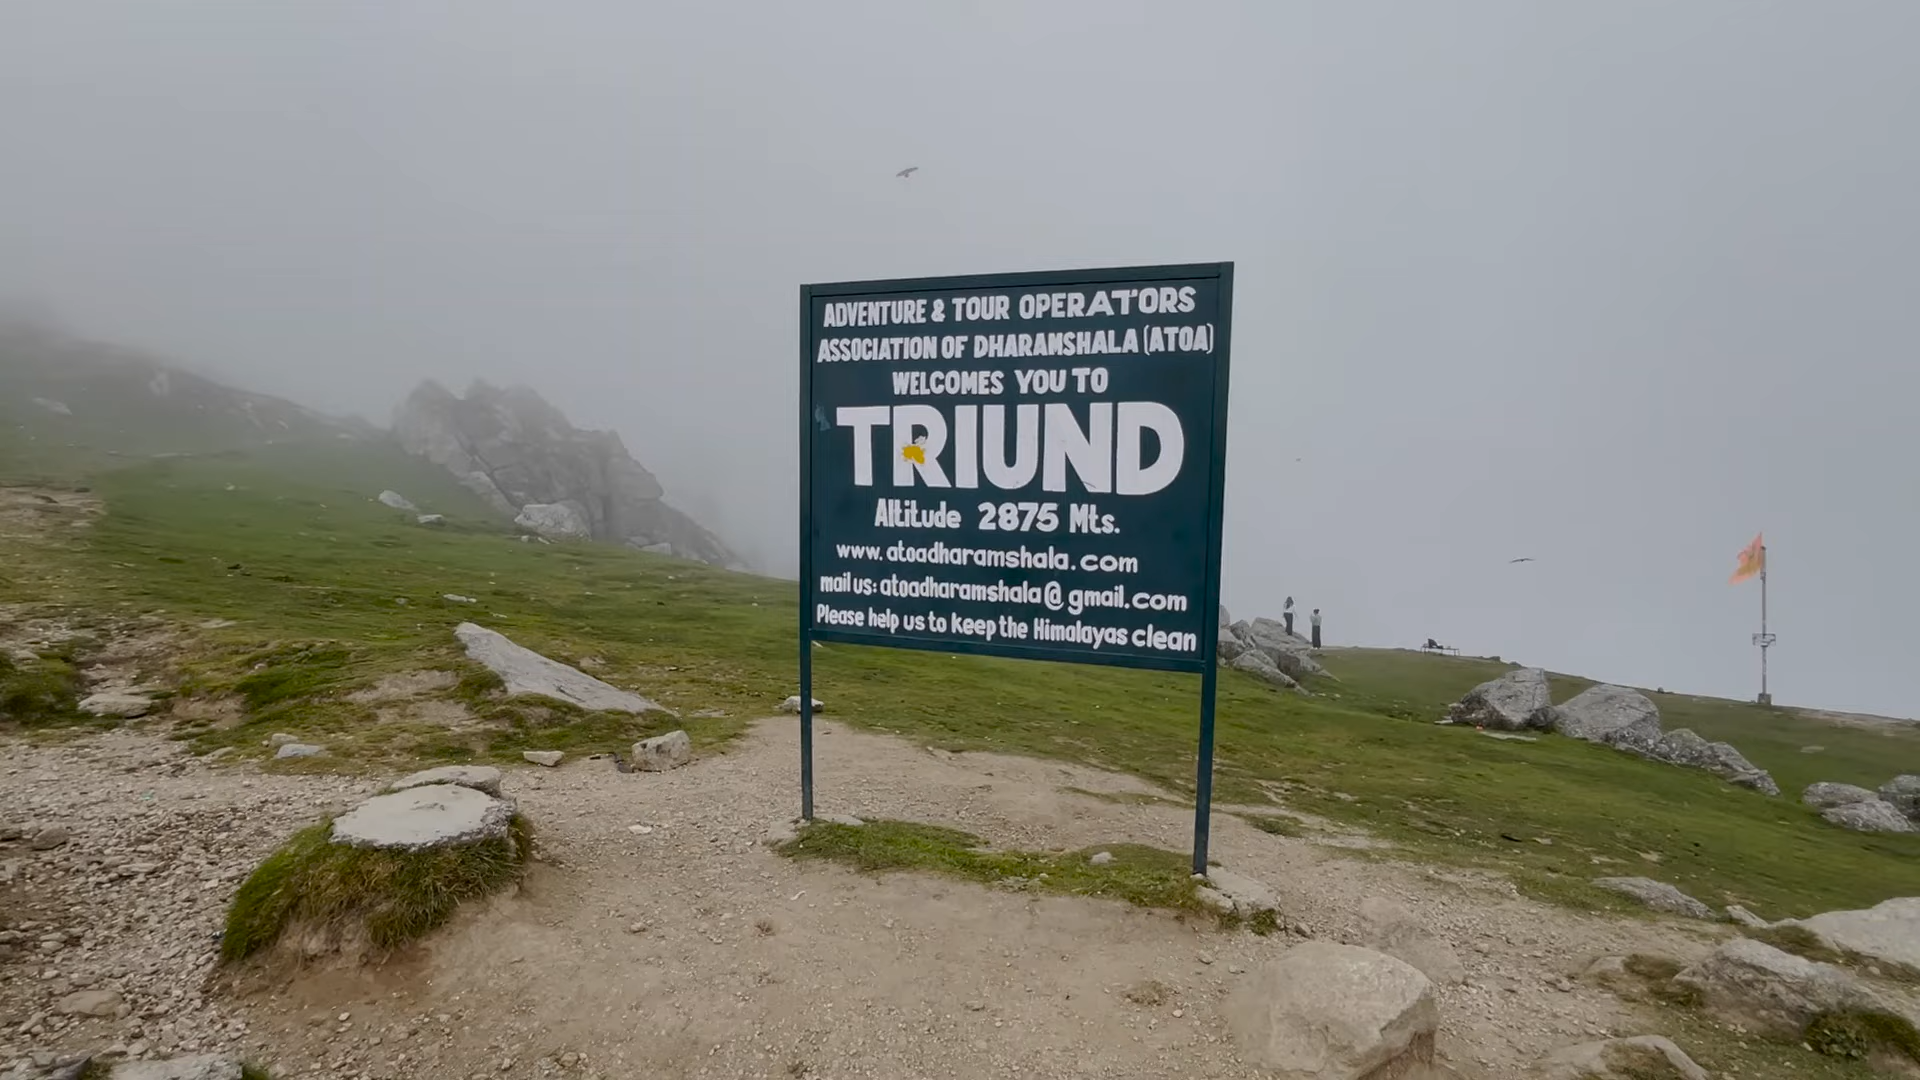 ADVENTURE & TOUR OPERATORS
ASSOCIATION OF DHARAMSHALA (ATOA)
WELCOMES YOU TO
TRIUND
Altitude 2875 Mts.
www.atoadharamshala.com
mail us: atoadharamshala@gmail.com
Please help us to keep the Himalayas clean